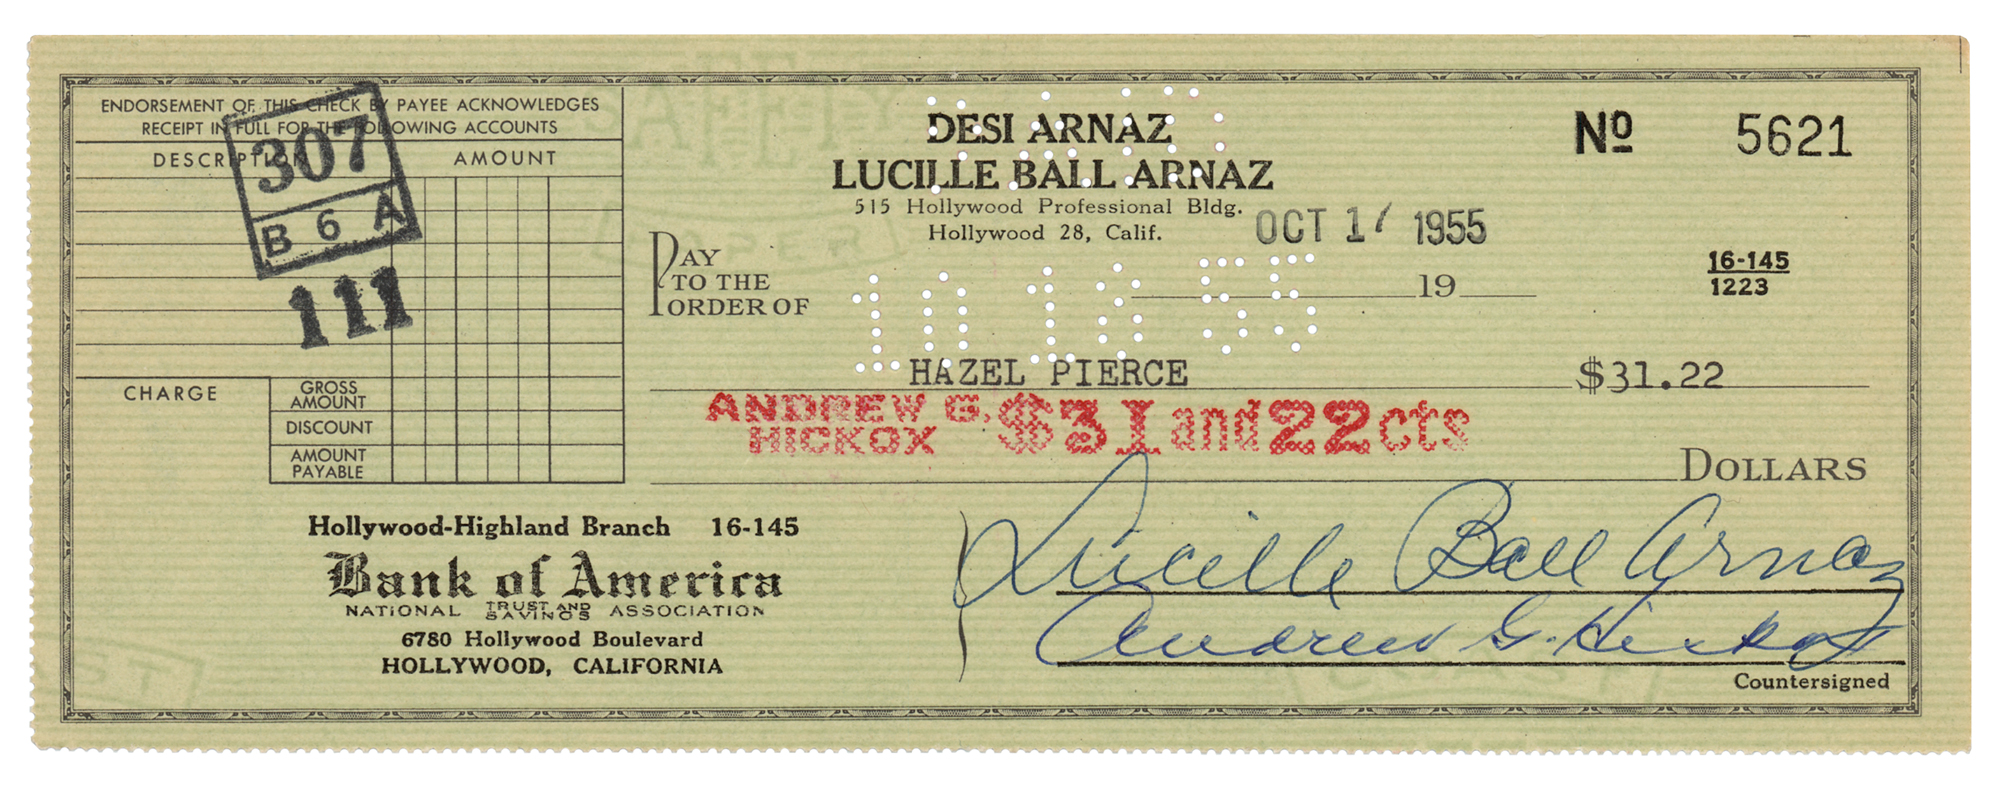 ENDORSEMENT OF THIS CHECK BY PAYEE ACKNOWLEDGES
RECEIPT IN FULL FOR THE FOLLOWING ACCOUNTS
DESCRIPTION AMOUNT
307
B 6 A
111
CHARGE
GROSS AMOUNT
DISCOUNT
AMOUNT PAYABLE
DESI ARNAZ
LUCILLE BALL ARNAZ
515 Hollywood Professional Bldg.
Hollywood 28, Calif.
Nº 5621
OCT 1 1955
16-145
1223
PAY
TO THE
ORDER OF
19
55
HAZEL PIERCE $31.22
ANDREW G. HICKOX $31 and 22 cts
DOLLARS
Hollywood-Highland Branch 16-145
Bank of America
NATIONAL TRUST AND SAVINGS ASSOCIATION
6780 Hollywood Boulevard
HOLLYWOOD, CALIFORNIA
Lucille Ball Arnaz
Andrew G. Hickox
Countersigned